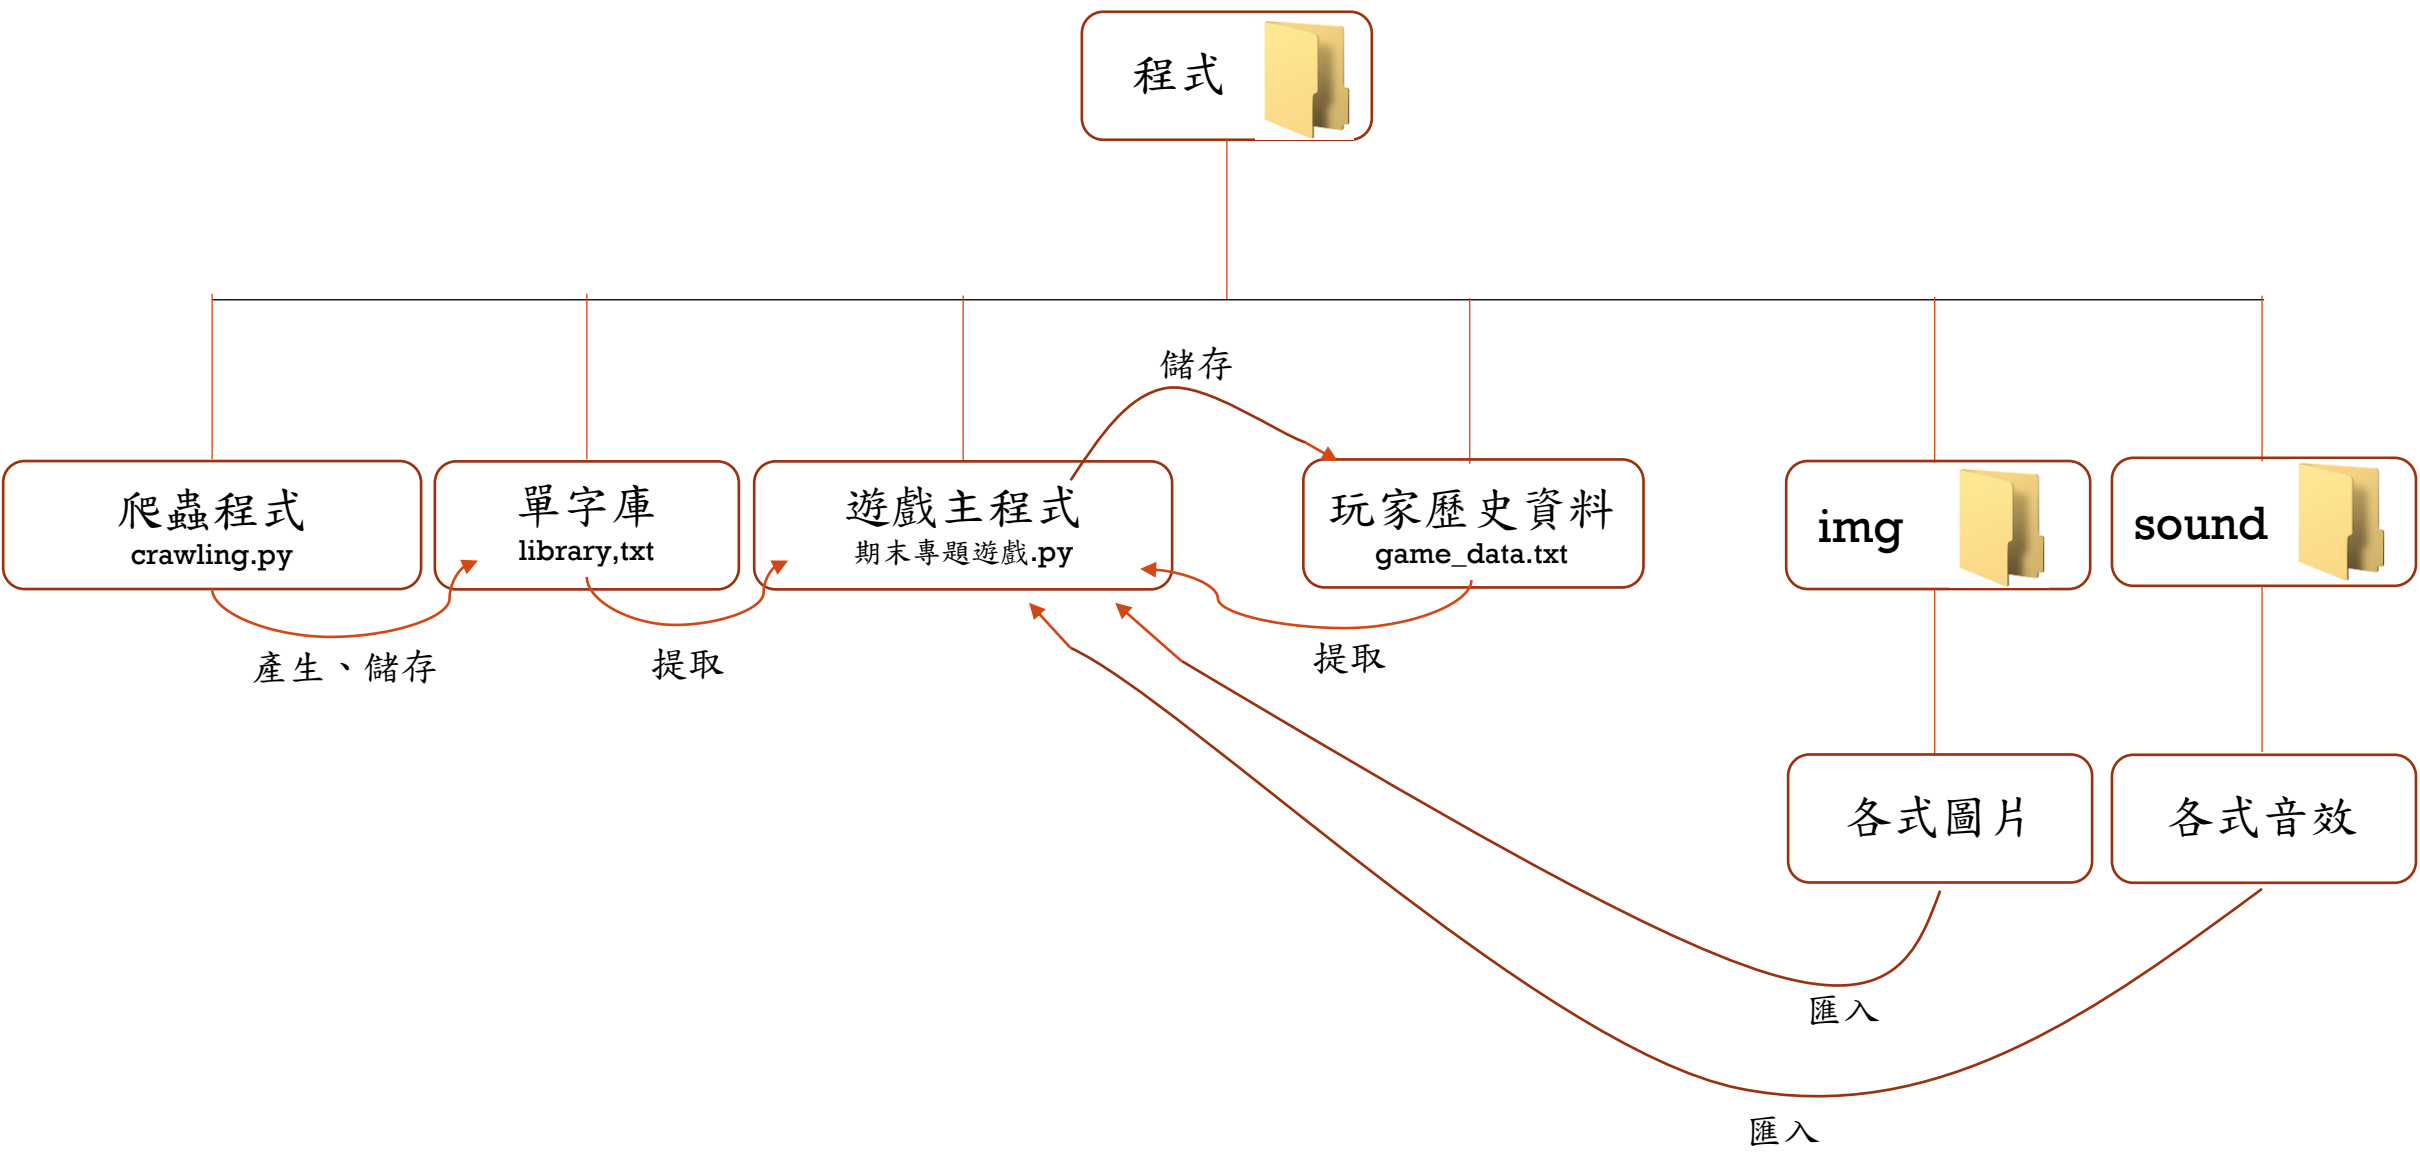 程式
儲存
爬蟲程式
crawling.py
單字庫
library,txt
遊戲主程式
期末專題遊戲.py
玩家歷史資料
game_data.txt
img
sound
產生、儲存
提取
提取
各式圖片
各式音效
匯入
匯入